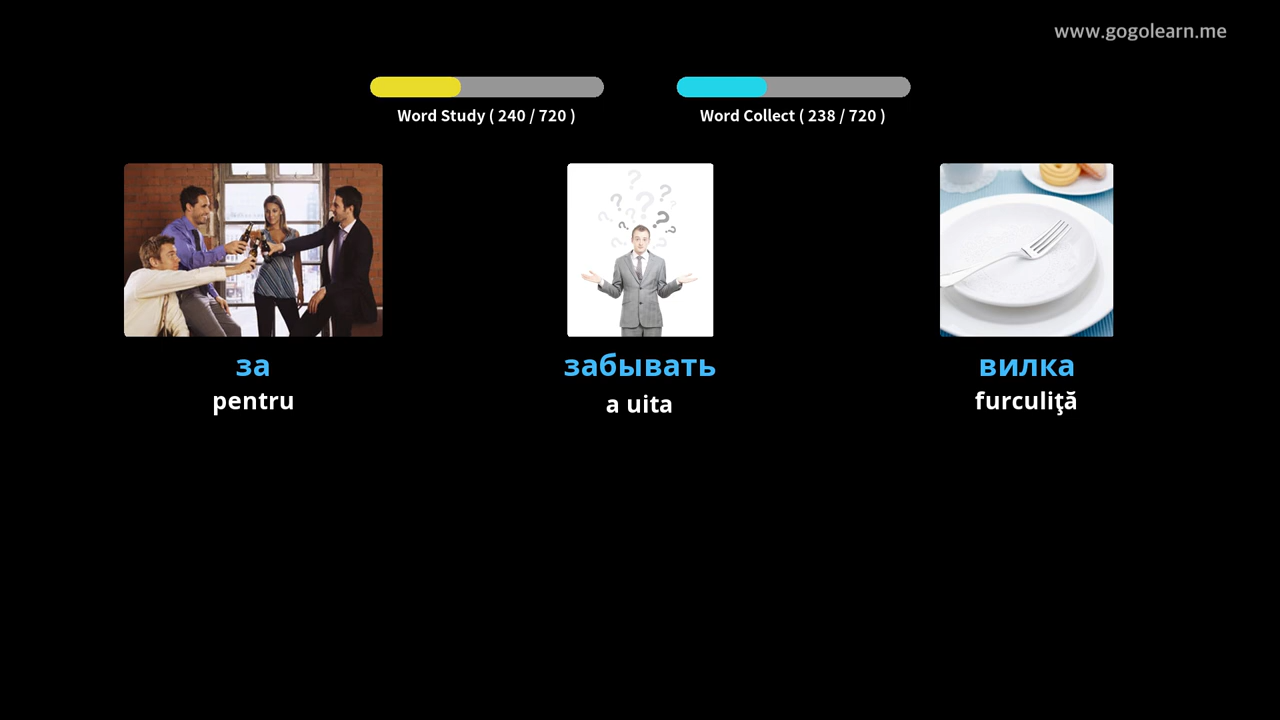 www.gogolearn.me
Word Study ( 240 / 720 )
Word Collect ( 238 / 720 )
за
забывать
вилка
pentru
a uita
furculiţă